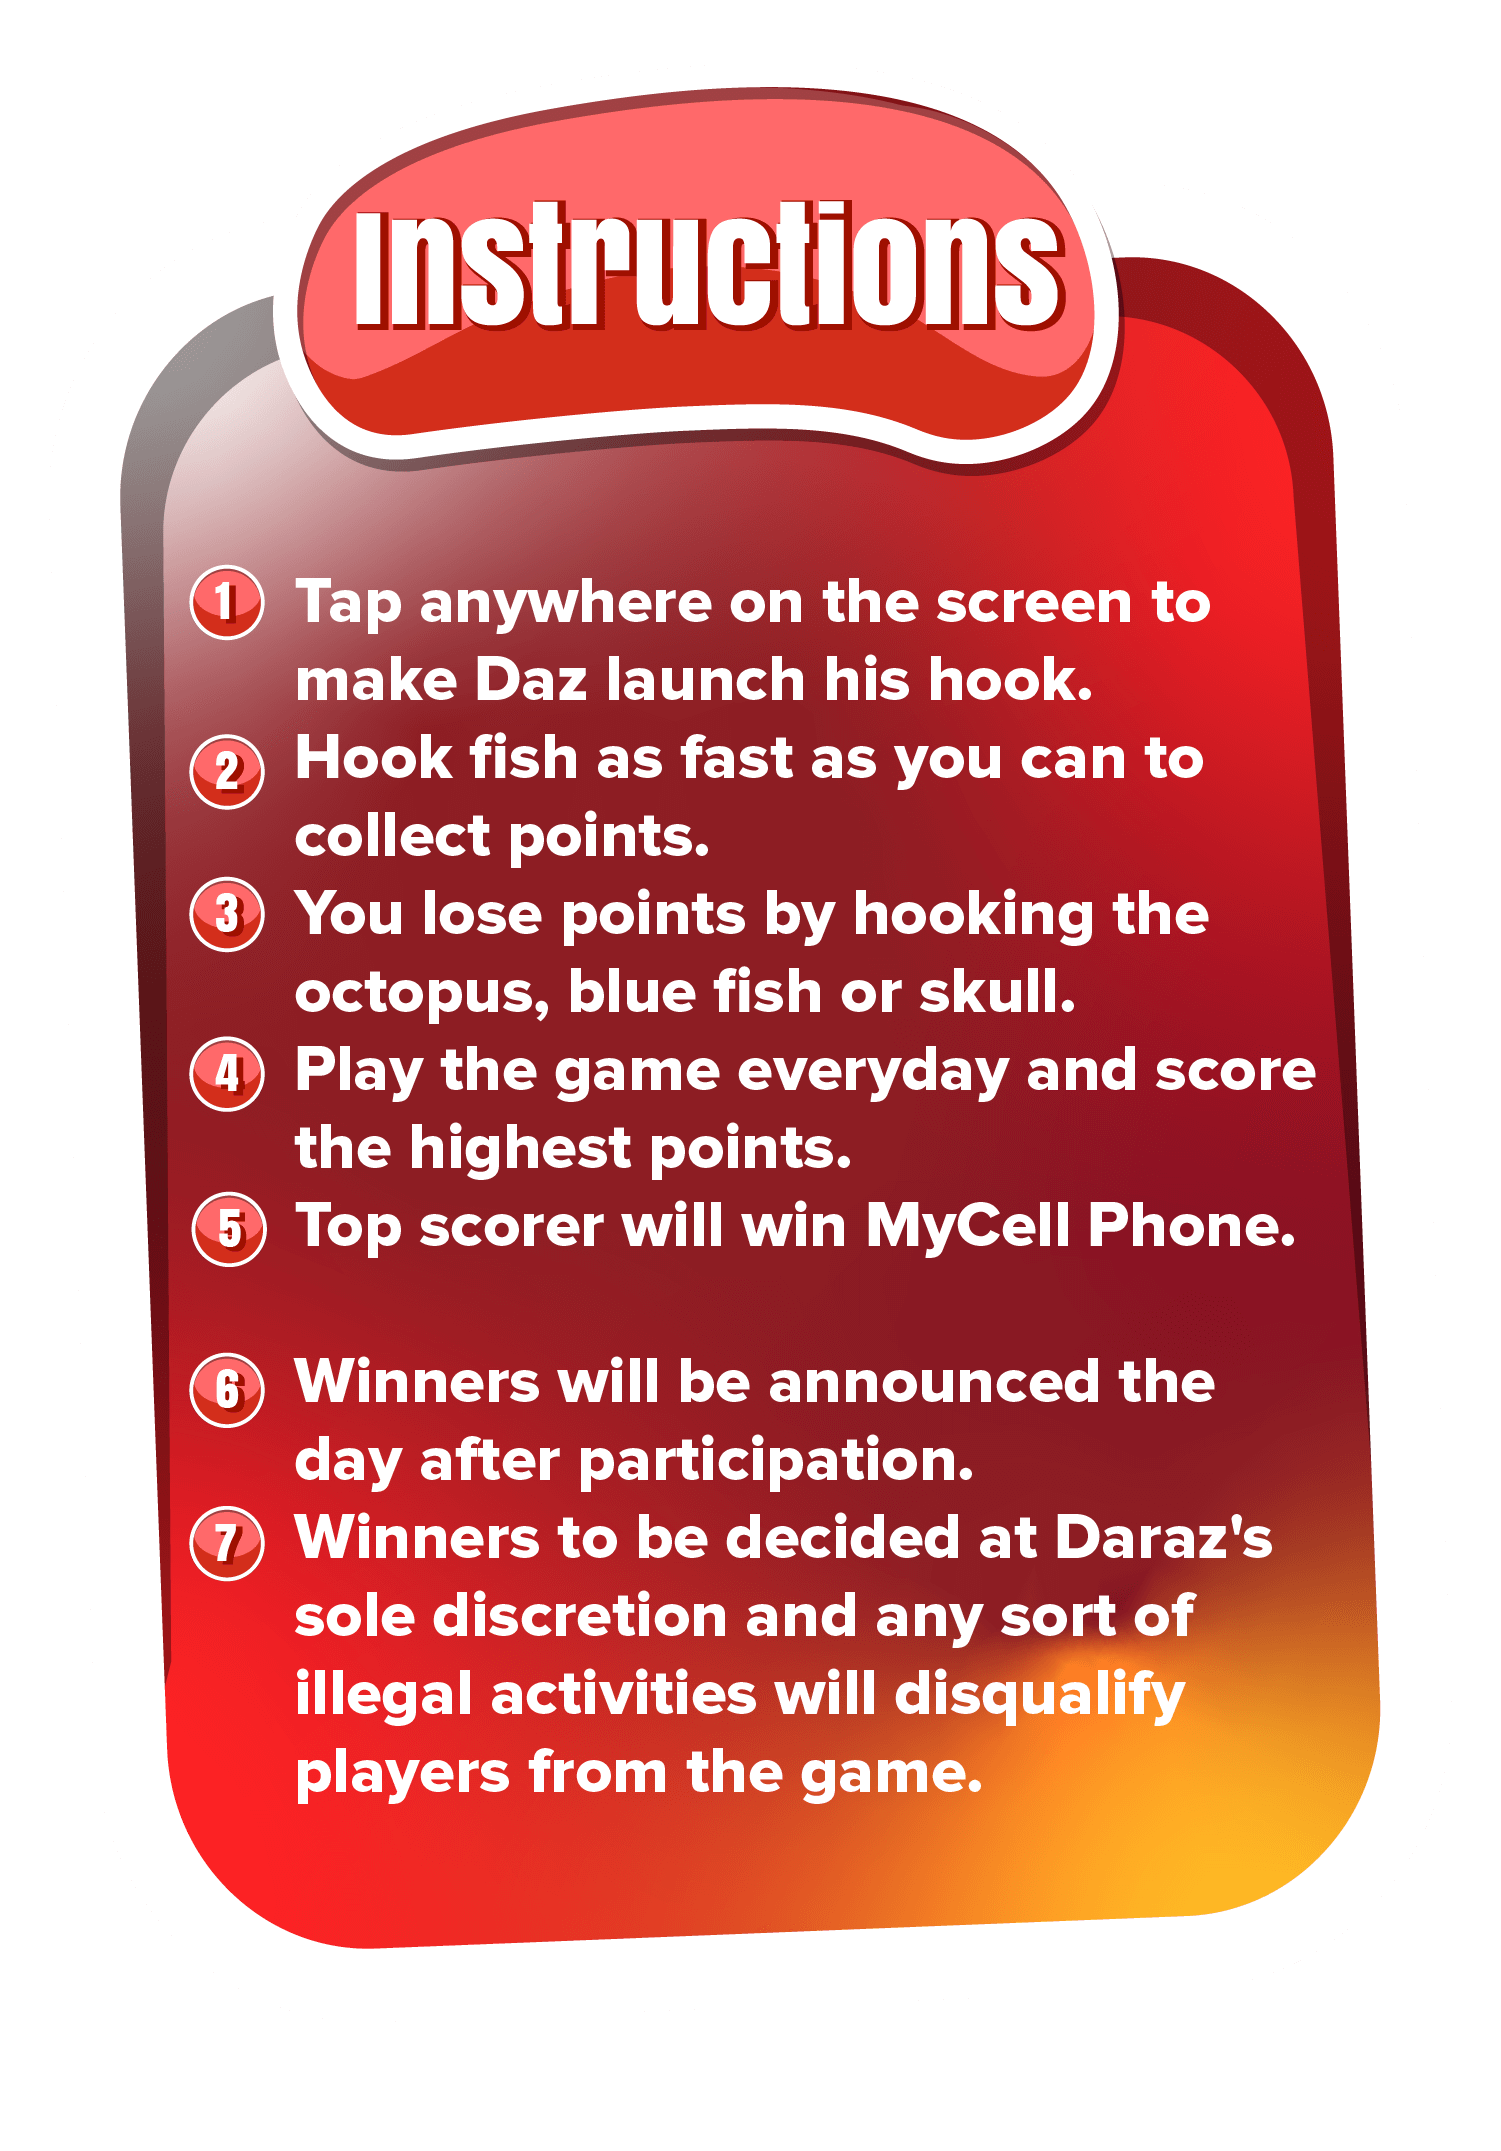 Instructions
1 Tap anywhere on the screen to
make Daz launch his hook.
2 Hook fish as fast as you can to
collect points.
3 You lose points by hooking the
octopus, blue fish or skull.
4 Play the game everyday and score
the highest points.
5 Top scorer will win MyCell Phone.
6 Winners will be announced the
day after participation.
7 Winners to be decided at Daraz's
sole discretion and any sort of
illegal activities will disqualify
players from the game.